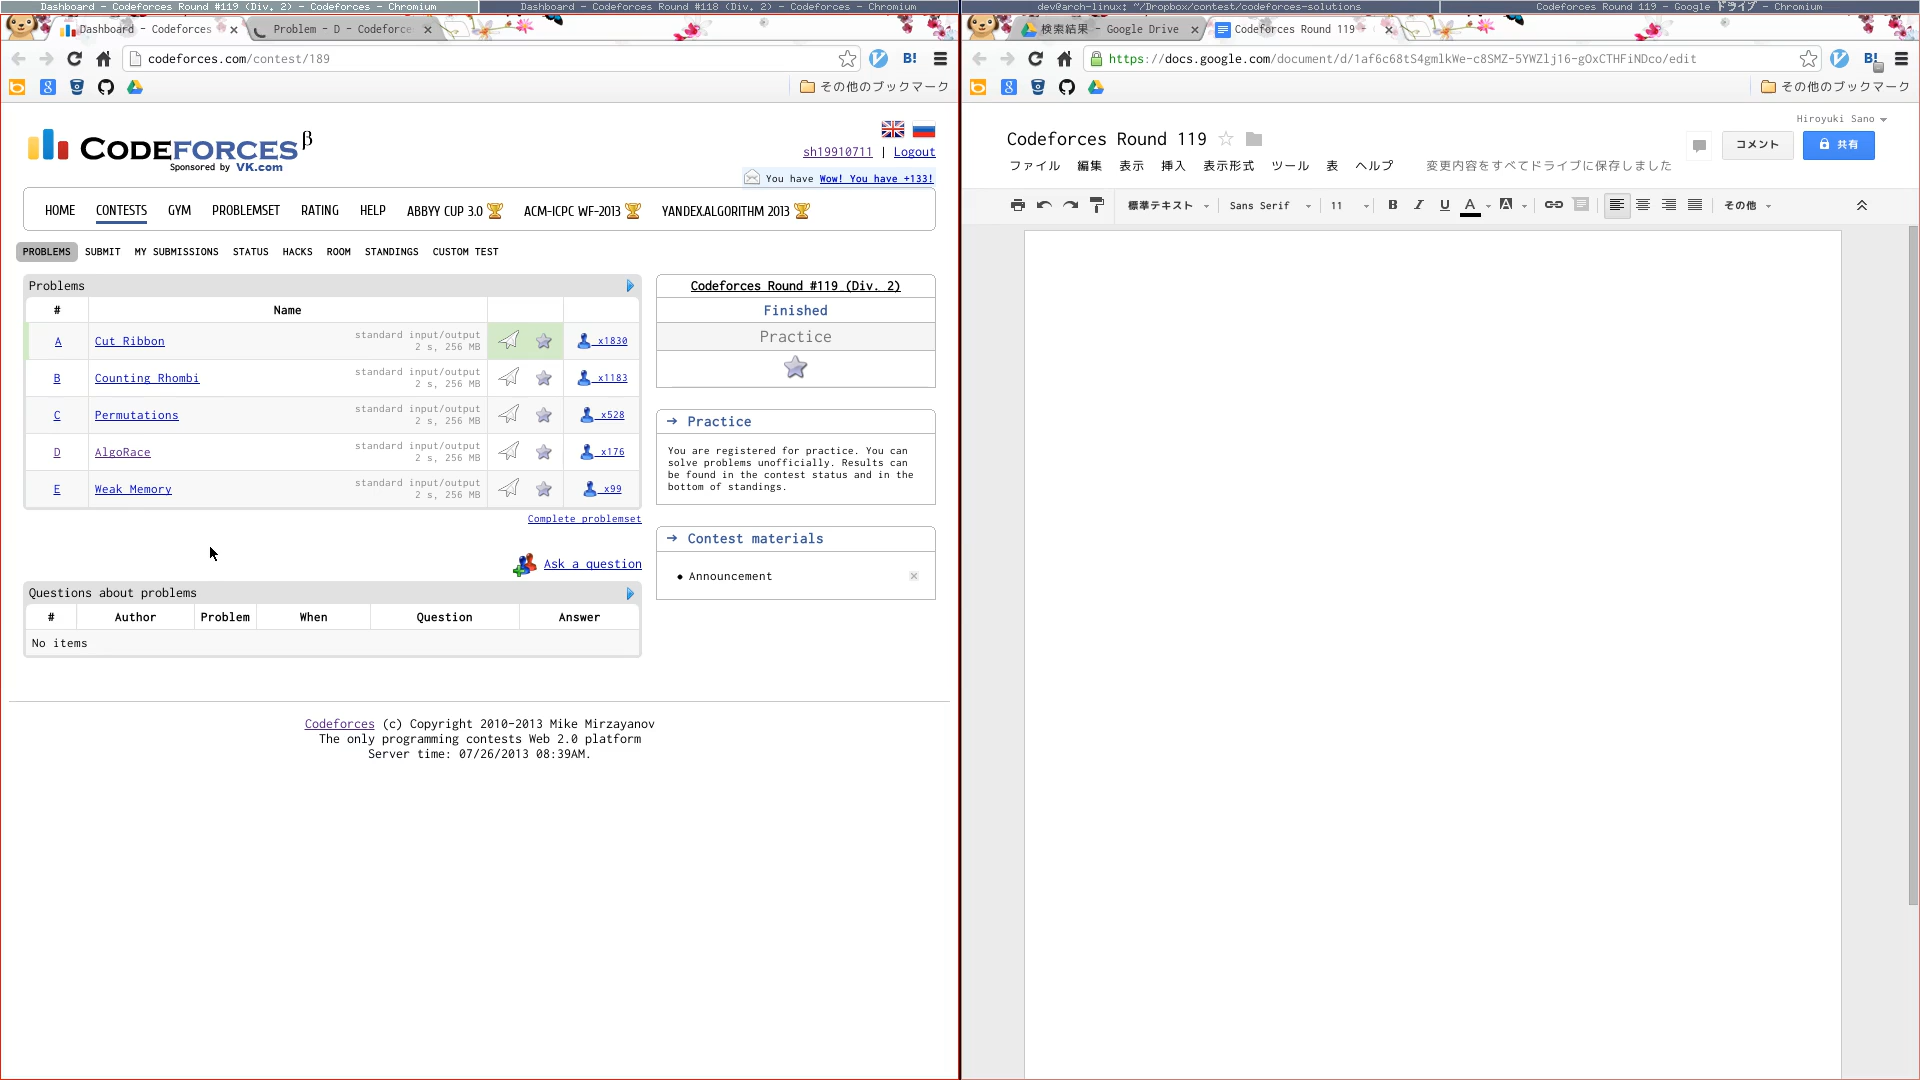 Dashboard - Codeforces Round #119 (Div. 2) - Codeforces - Chromium
Dashboard - Codeforces Round #118 (Div. 2) - Codeforces - Chromium
dev@arch-linux: ~/Dropbox/contest/codeforces-solutions
Codeforces Round 119 - Google ドライブ - Chromium
Dashboard - Codeforces
Problem - D - Codeforce
検索結果 - Google Drive
Codeforces Round 119 -
codeforces.com/contest/189
B!
https://docs.google.com/document/d/1af6c68tS4gmlkWe-c8SMZ-5YWZlj16-gOxCTHFiNDco/edit
B!
その他のブックマーク
その他のブックマーク
CODEFORCES β
Sponsored by VK.com
sh19910711 | Logout
You have Wow! You have +133!
HOME CONTESTS GYM PROBLEMSET RATING HELP ABBYY CUP 3.0 ACM-ICPC WF-2013 YANDEX.ALGORITHM 2013
PROBLEMS SUBMIT MY SUBMISSIONS STATUS HACKS ROOM STANDINGS CUSTOM TEST
Problems
# Name
A Cut Ribbon standard input/output
2 s, 256 MB x1830
B Counting Rhombi standard input/output
2 s, 256 MB x1183
C Permutations standard input/output
2 s, 256 MB x528
D AlgoRace standard input/output
2 s, 256 MB x176
E Weak Memory standard input/output
2 s, 256 MB x99
Complete problemset
Ask a question
Questions about problems
# Author Problem When Question Answer
No items
Codeforces Round #119 (Div. 2)
Finished
Practice
→ Practice
You are registered for practice. You can
solve problems unofficially. Results can
be found in the contest status and in the
bottom of standings.
→ Contest materials
Announcement
Codeforces (c) Copyright 2010-2013 Mike Mirzayanov
The only programming contests Web 2.0 platform
Server time: 07/26/2013 08:39AM.
Hiroyuki Sano
Codeforces Round 119
コメント
共有
ファイル 編集 表示 挿入 表示形式 ツール 表 ヘルプ 変更内容をすべてドライブに保存しました
標準テキスト Sans Serif 11 B I U A A その他